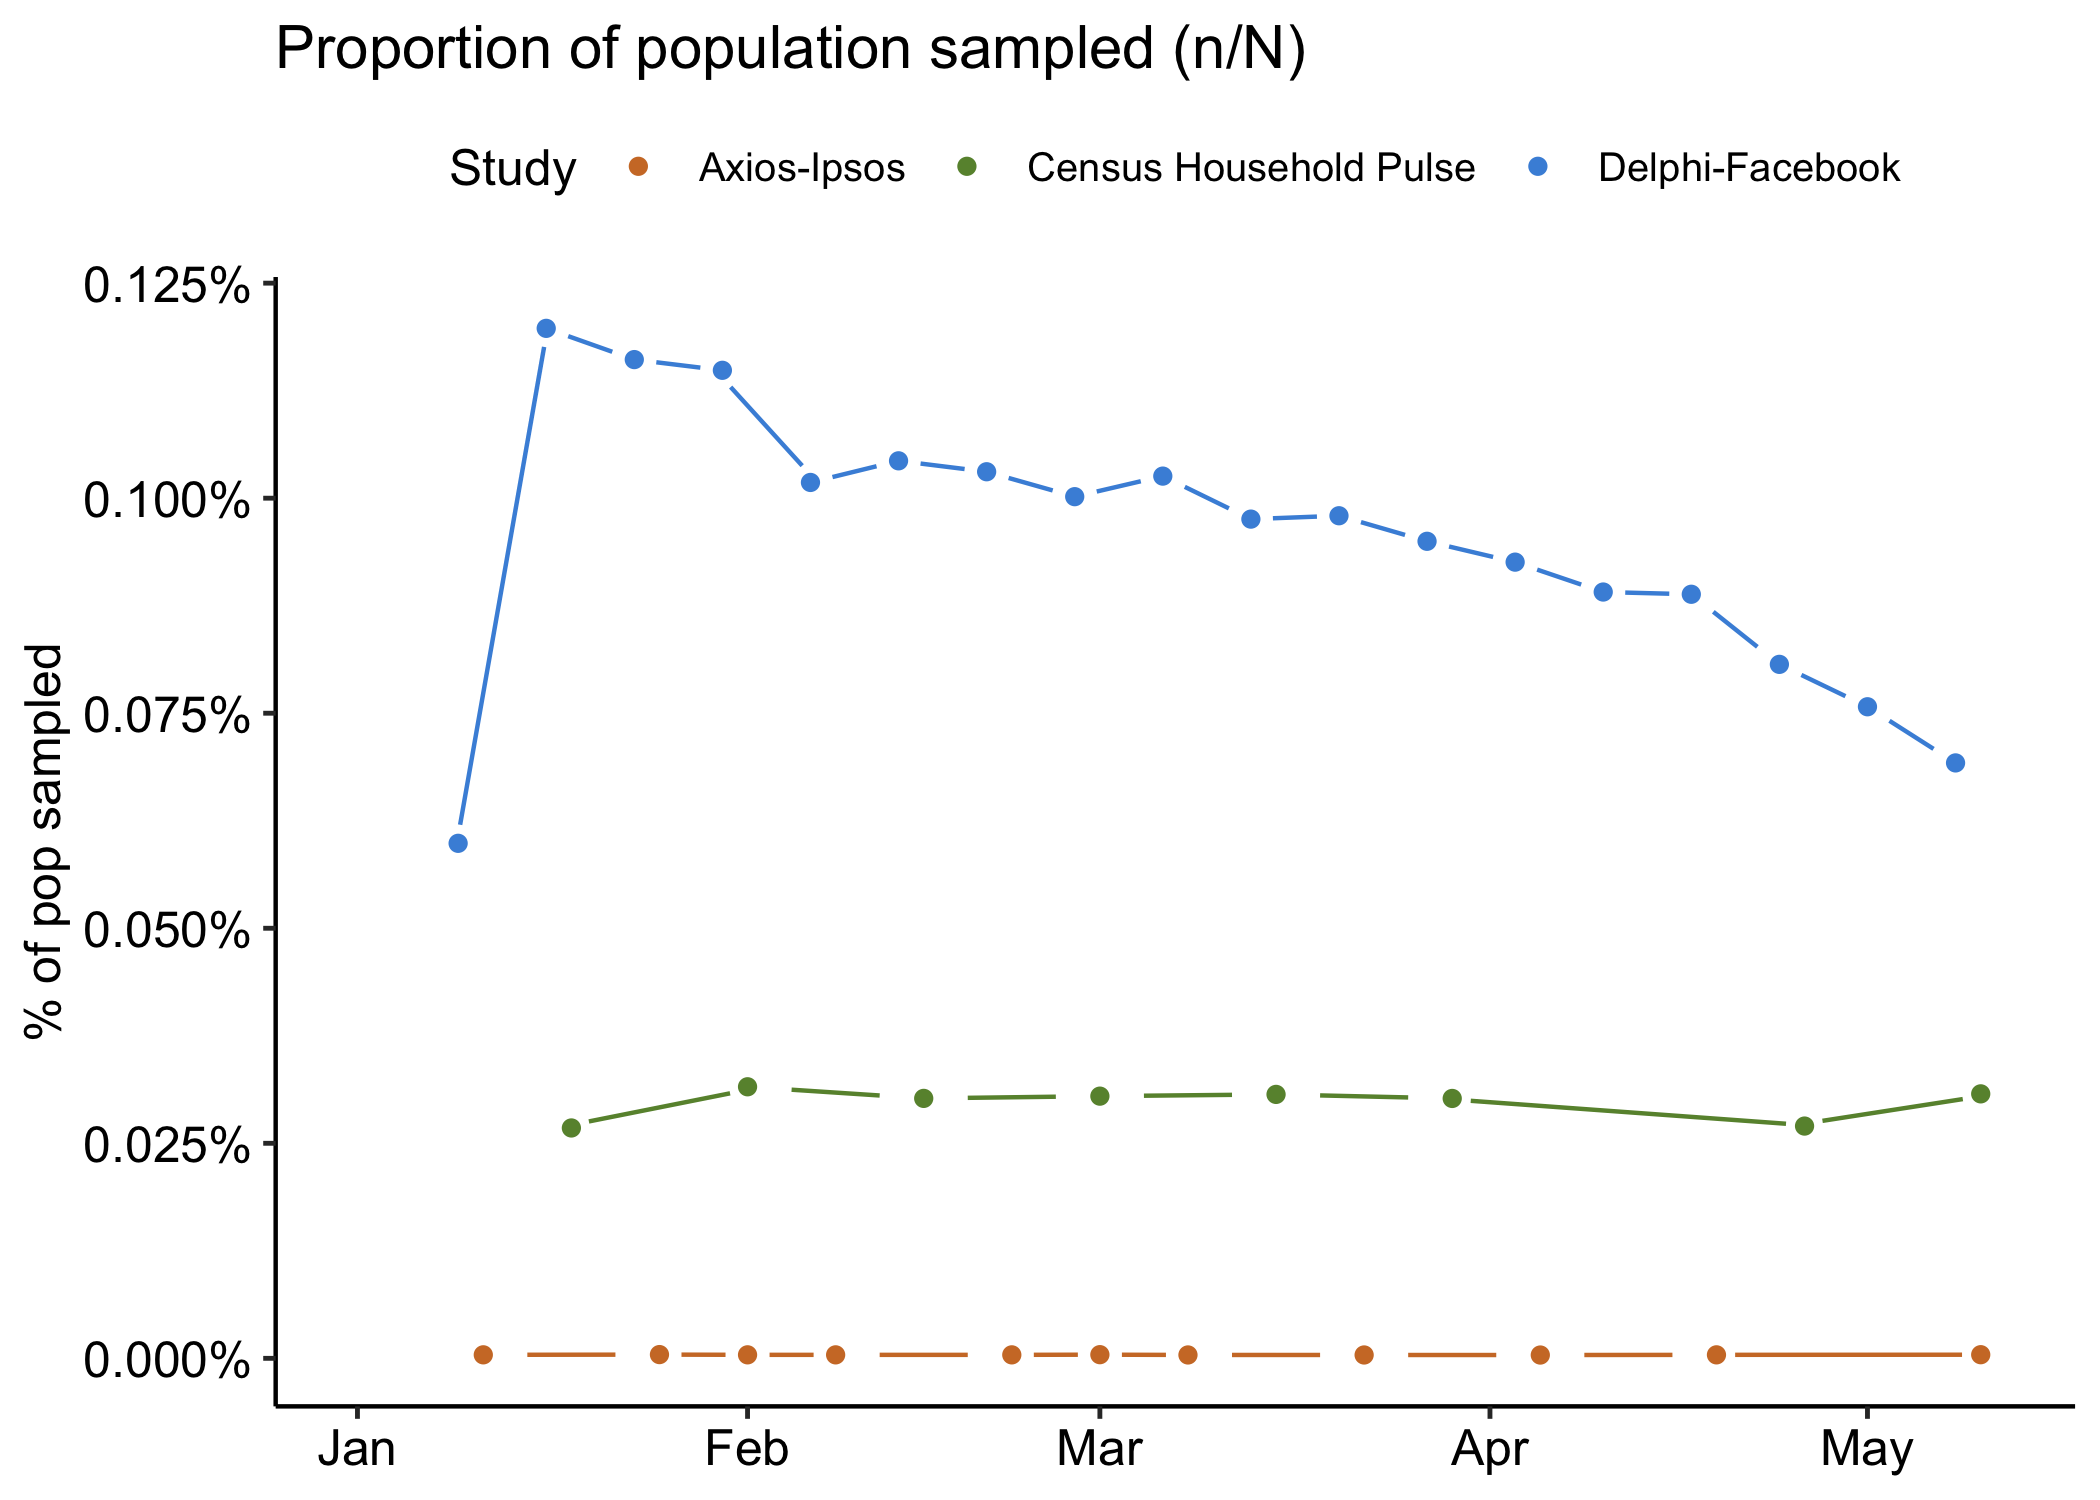 Proportion of population sampled (n/N)
Study Axios-Ipsos Census Household Pulse Delphi-Facebook
% of pop sampled
0.125%
0.100%
0.075%
0.050%
0.025%
0.000%
Jan Feb Mar Apr May